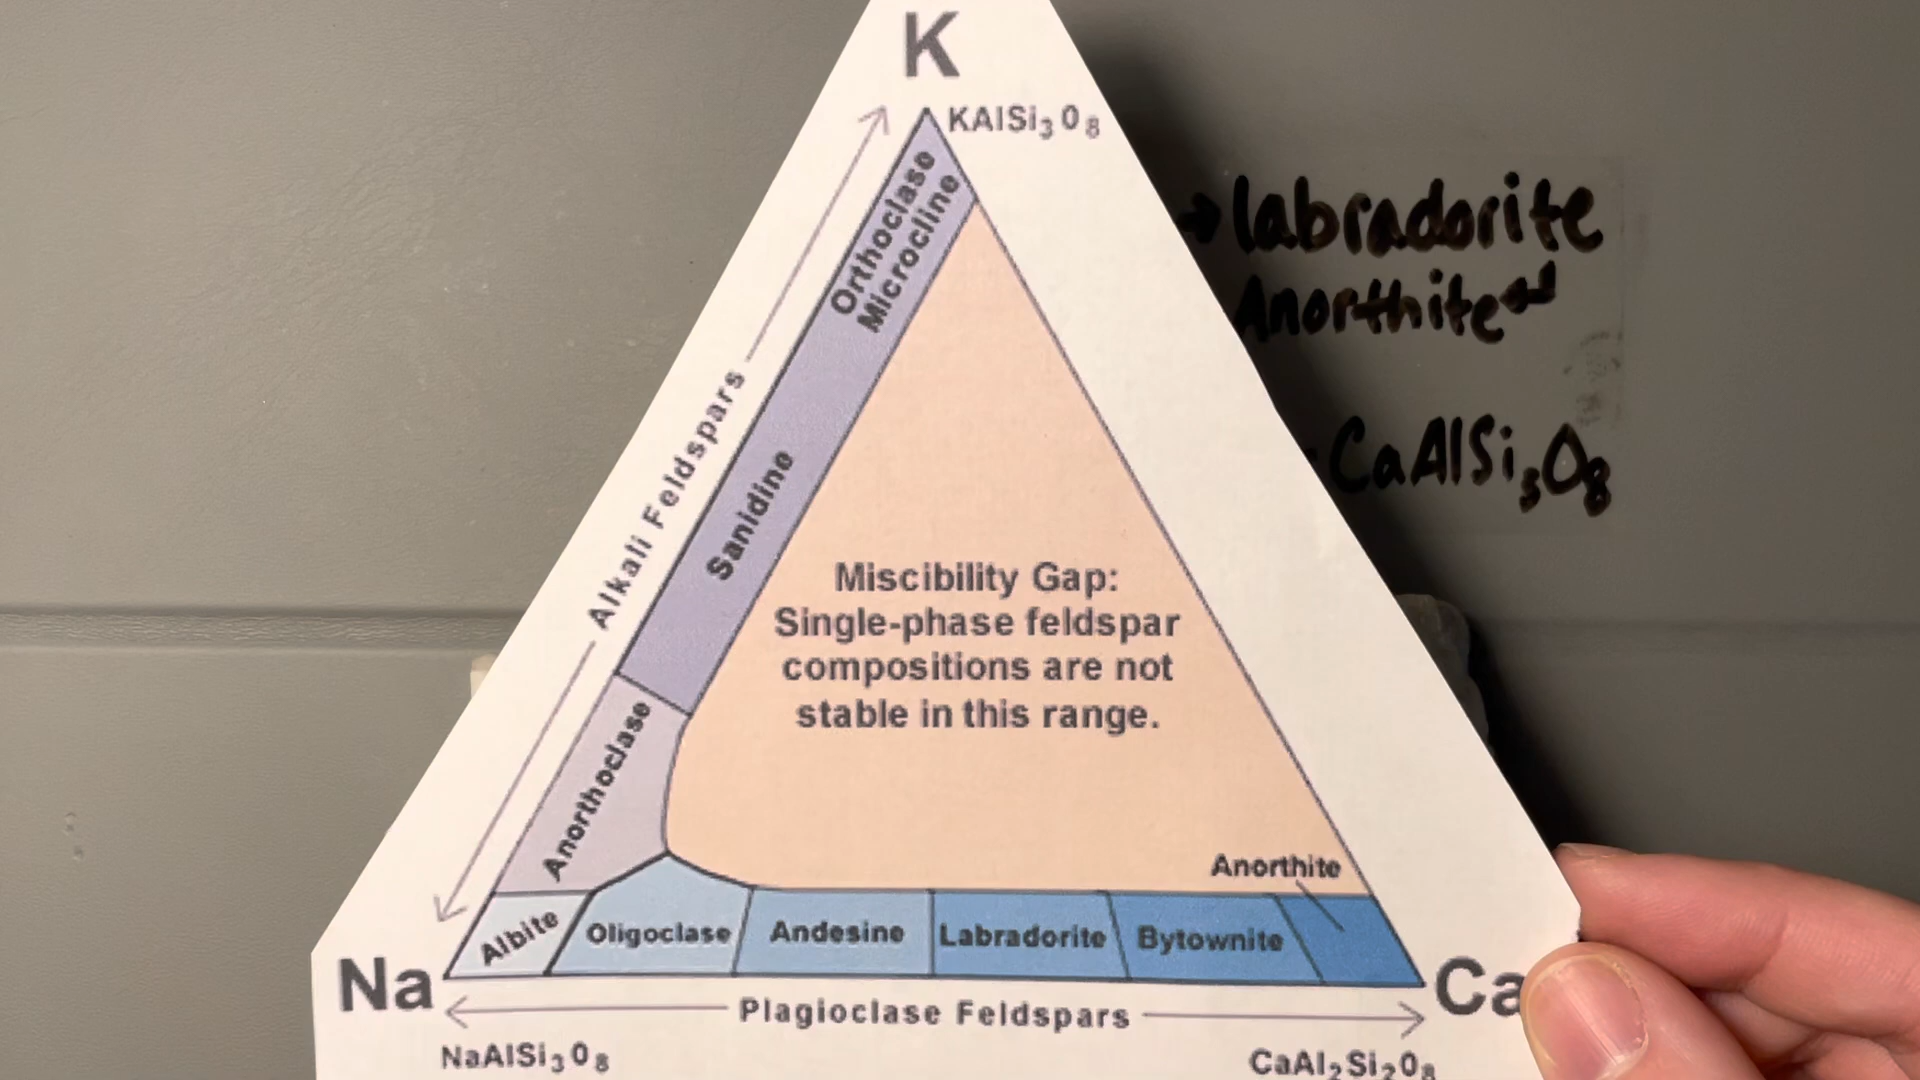 K
KAlSi₃O₈
Orthoclase
Microcline
labradorite
Anorthite
Alkali Feldspars
CaAlSi₃O₈
Sanidine
Miscibility Gap:
Single-phase feldspar
compositions are not
stable in this range.
Anorthoclase
Anorthite
Albite
Oligoclase
Andesine
Labradorite
Bytownite
Na
Ca
Plagioclase Feldspars
NaAlSi₃O₈
CaAl₂Si₂O₈